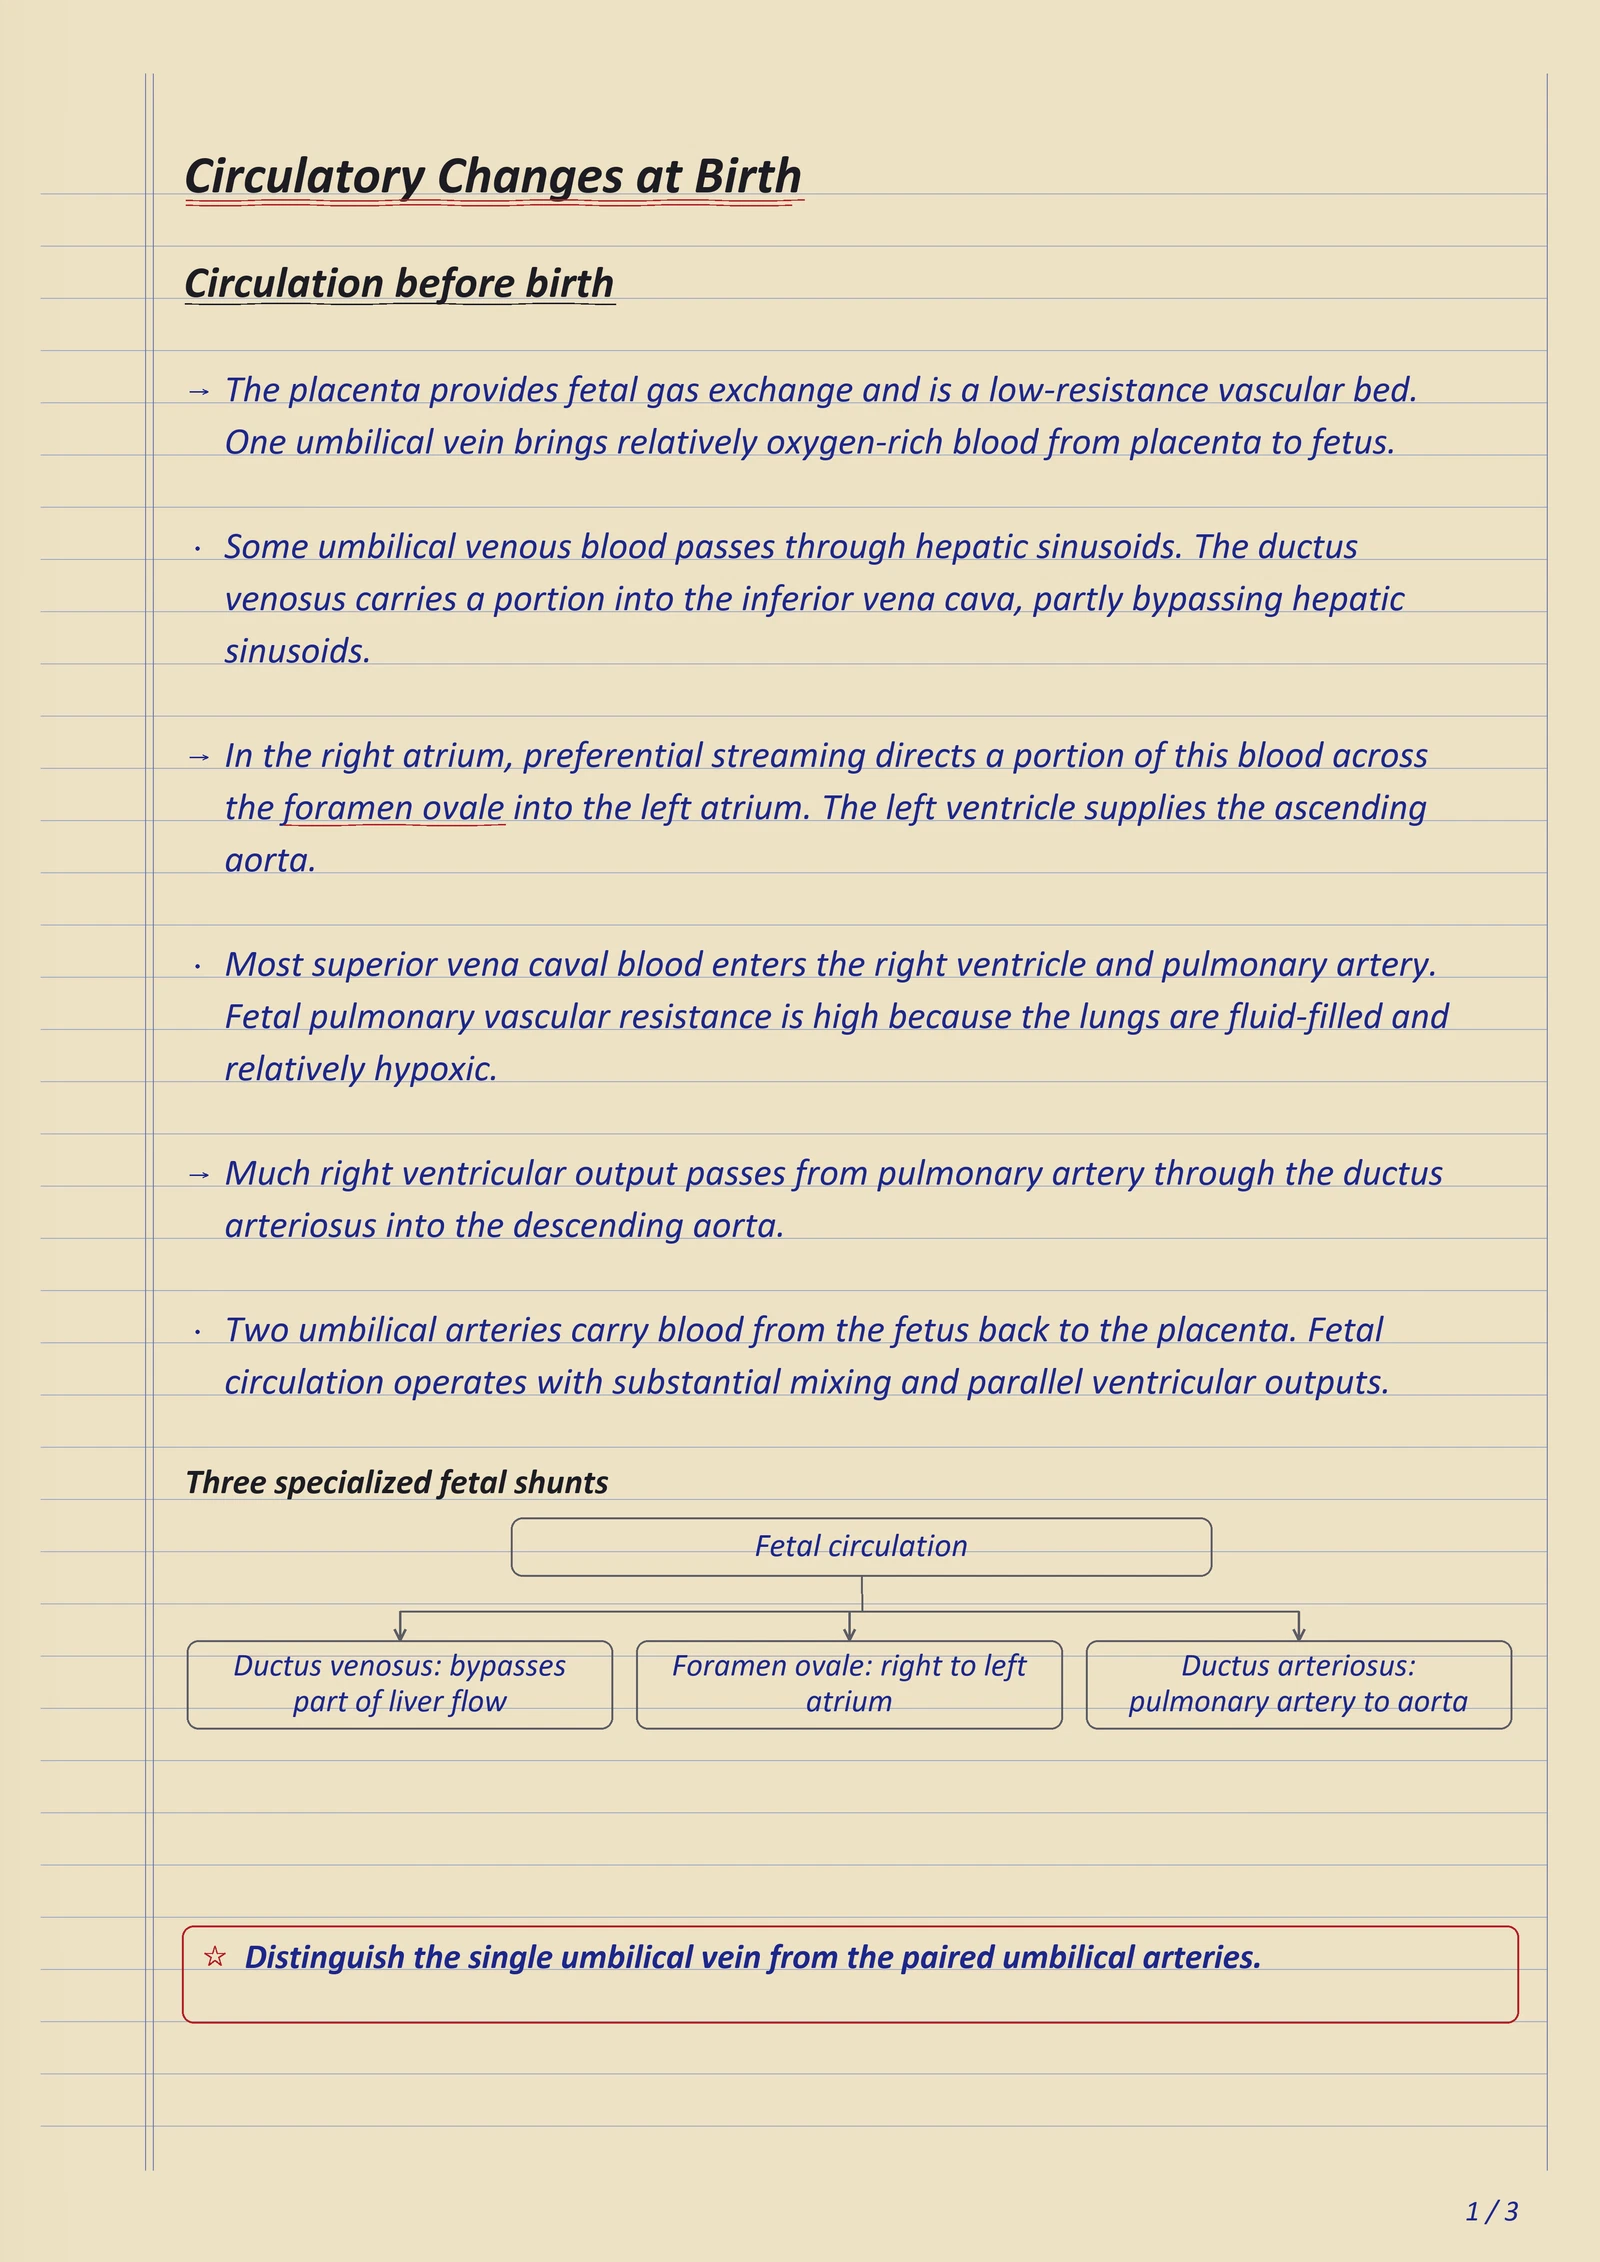 Circulatory Changes at Birth
Circulation before birth
→ The placenta provides fetal gas exchange and is a low-resistance vascular bed.
One umbilical vein brings relatively oxygen-rich blood from placenta to fetus.
· Some umbilical venous blood passes through hepatic sinusoids. The ductus
venosus carries a portion into the inferior vena cava, partly bypassing hepatic
sinusoids.
→ In the right atrium, preferential streaming directs a portion of this blood across
the foramen ovale into the left atrium. The left ventricle supplies the ascending
aorta.
· Most superior vena caval blood enters the right ventricle and pulmonary artery.
Fetal pulmonary vascular resistance is high because the lungs are fluid-filled and
relatively hypoxic.
→ Much right ventricular output passes from pulmonary artery through the ductus
arteriosus into the descending aorta.
· Two umbilical arteries carry blood from the fetus back to the placenta. Fetal
circulation operates with substantial mixing and parallel ventricular outputs.
Three specialized fetal shunts
Fetal circulation
Ductus venosus: bypasses
part of liver flow
Foramen ovale: right to left
atrium
Ductus arteriosus:
pulmonary artery to aorta
☆ Distinguish the single umbilical vein from the paired umbilical arteries.
1 / 3